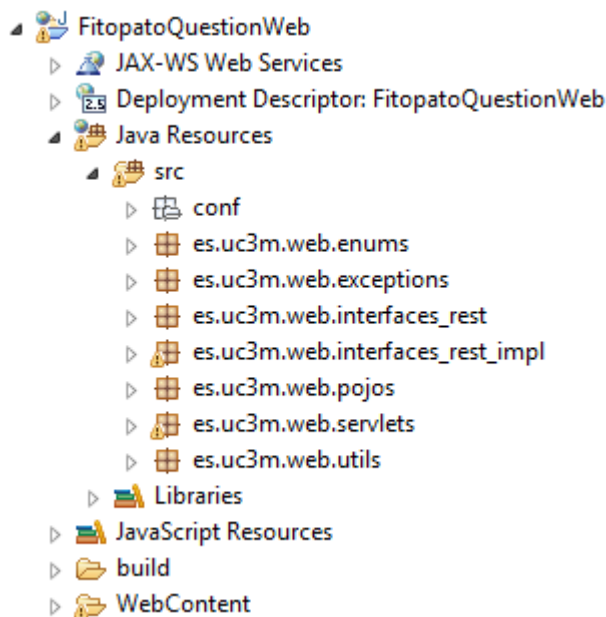 FitopatoQuestionWeb
JAX-WS Web Services
2.5 Deployment Descriptor: FitopatoQuestionWeb
Java Resources
src
conf
es.uc3m.web.enums
es.uc3m.web.exceptions
es.uc3m.web.interfaces_rest
es.uc3m.web.interfaces_rest_impl
es.uc3m.web.pojos
es.uc3m.web.servlets
es.uc3m.web.utils
Libraries
JavaScript Resources
build
WebContent